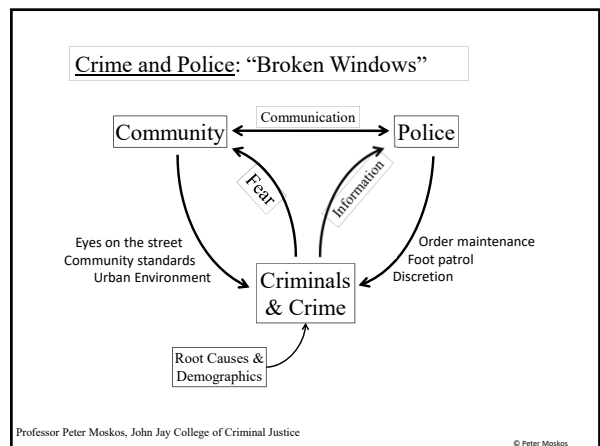 Crime and Police: “Broken Windows”
Communication
Community
Police
Fear
Information
Eyes on the street
Community standards
Urban Environment
Order maintenance
Foot patrol
Discretion
Criminals
& Crime
Root Causes &
Demographics
Professor Peter Moskos, John Jay College of Criminal Justice
© Peter Moskos